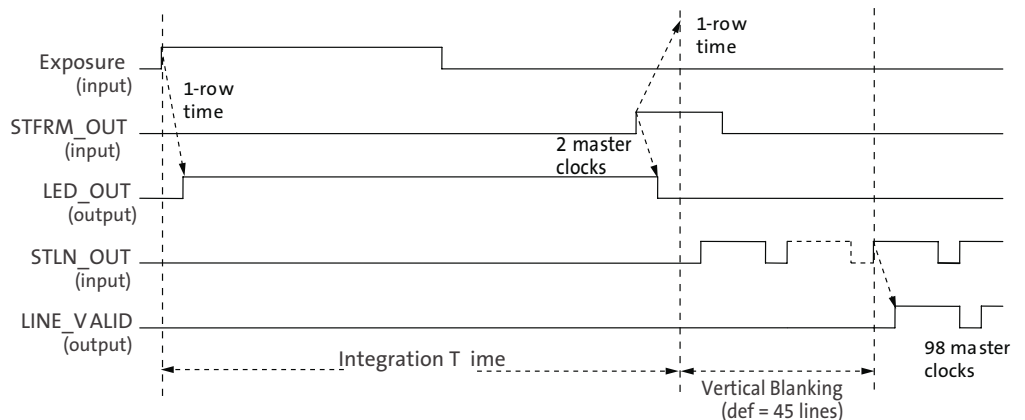 1-row
time
Exposure
(input)
1-row
time
STFRM_OUT
(input)
2 master
clocks
LED_OUT
(output)
STLN_OUT
(input)
LINE_VALID
(output)
98 master
clocks
Integration T ime
Vertical Blanking
(def = 45 lines)